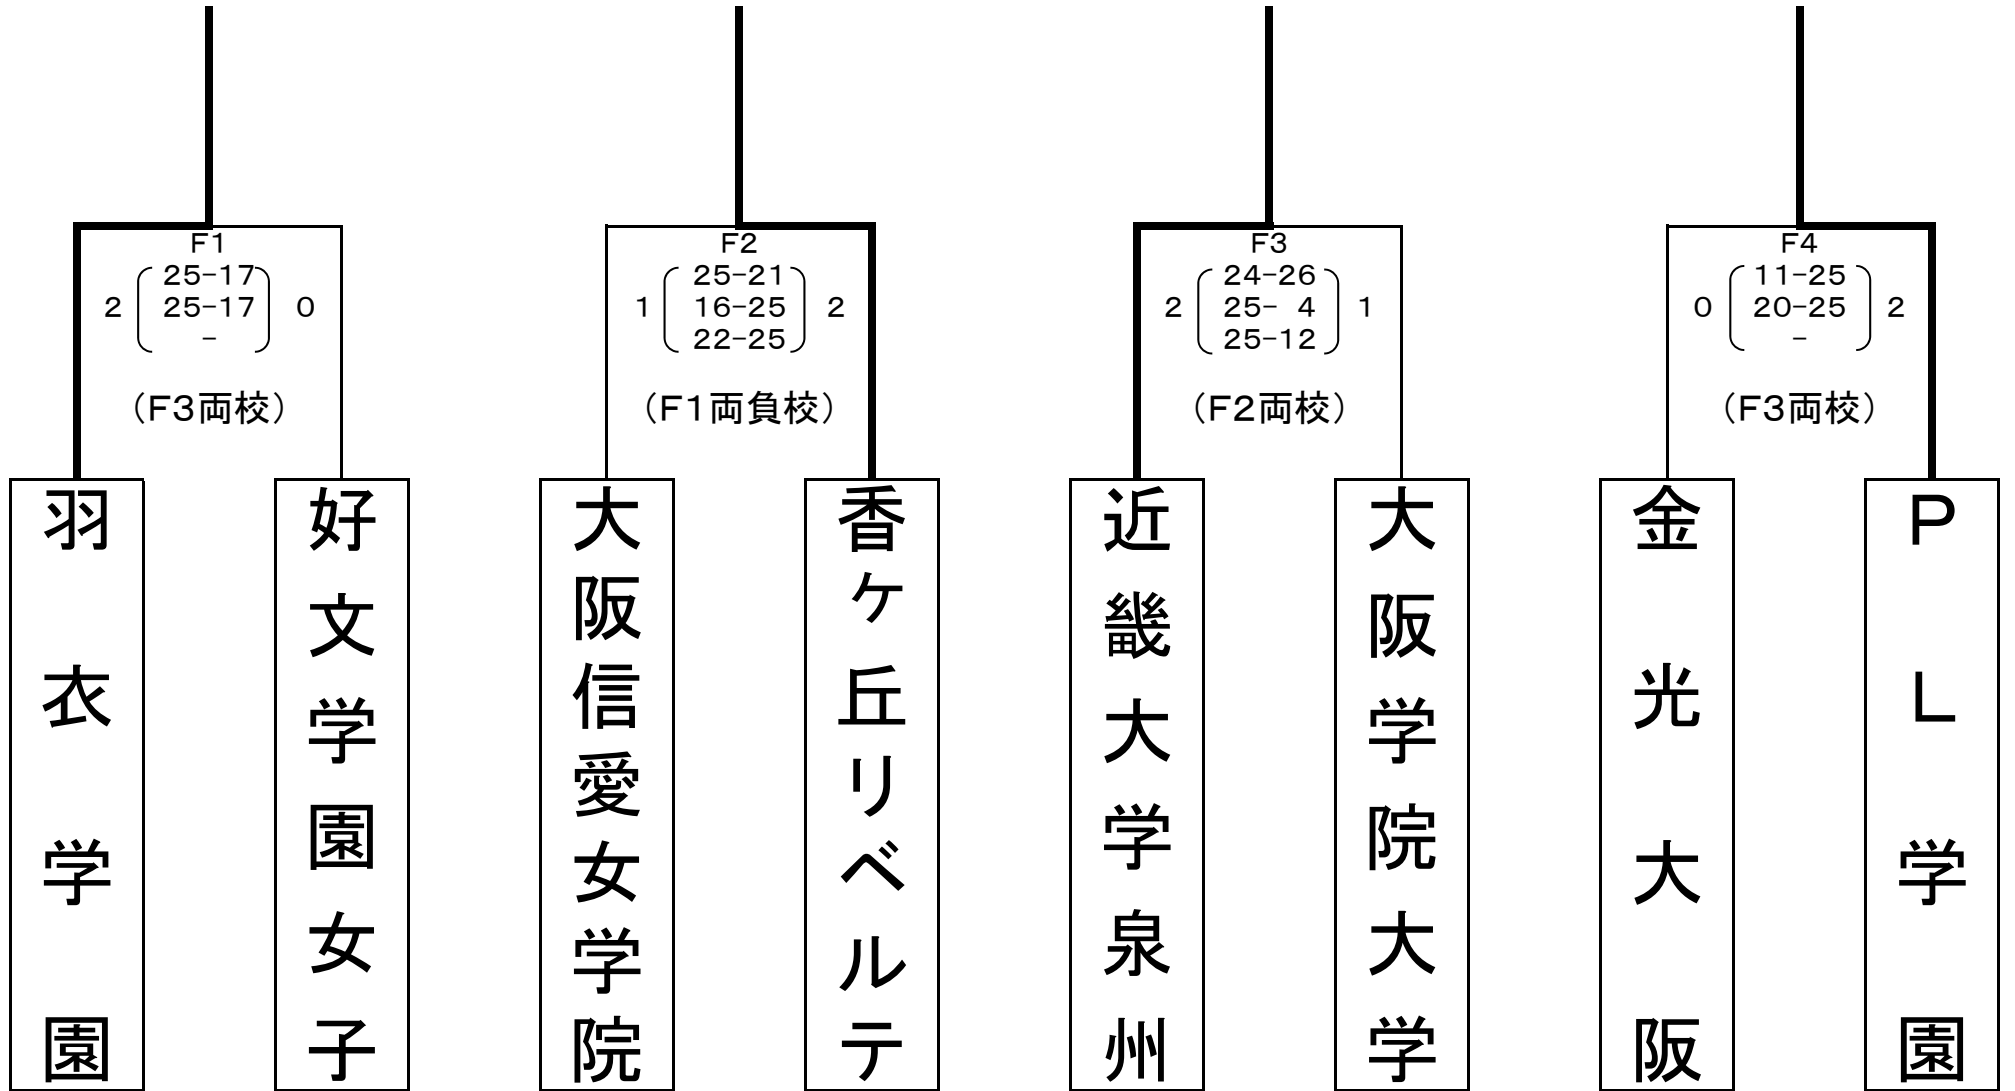 F1
25-17
2 25-17 0
-
（F3両校）
F2
25-21
1 16-25 2
22-25
（F1両負校）
F3
24-26
2 25- 4 1
25-12
（F2両校）
F4
11-25
0 20-25 2
-
（F3両校）
羽衣学園
好文学園女子
大阪信愛女学院
香ケ丘リベルテ
近畿大学泉州
大阪学院大学
金光大阪
ＰＬ学園